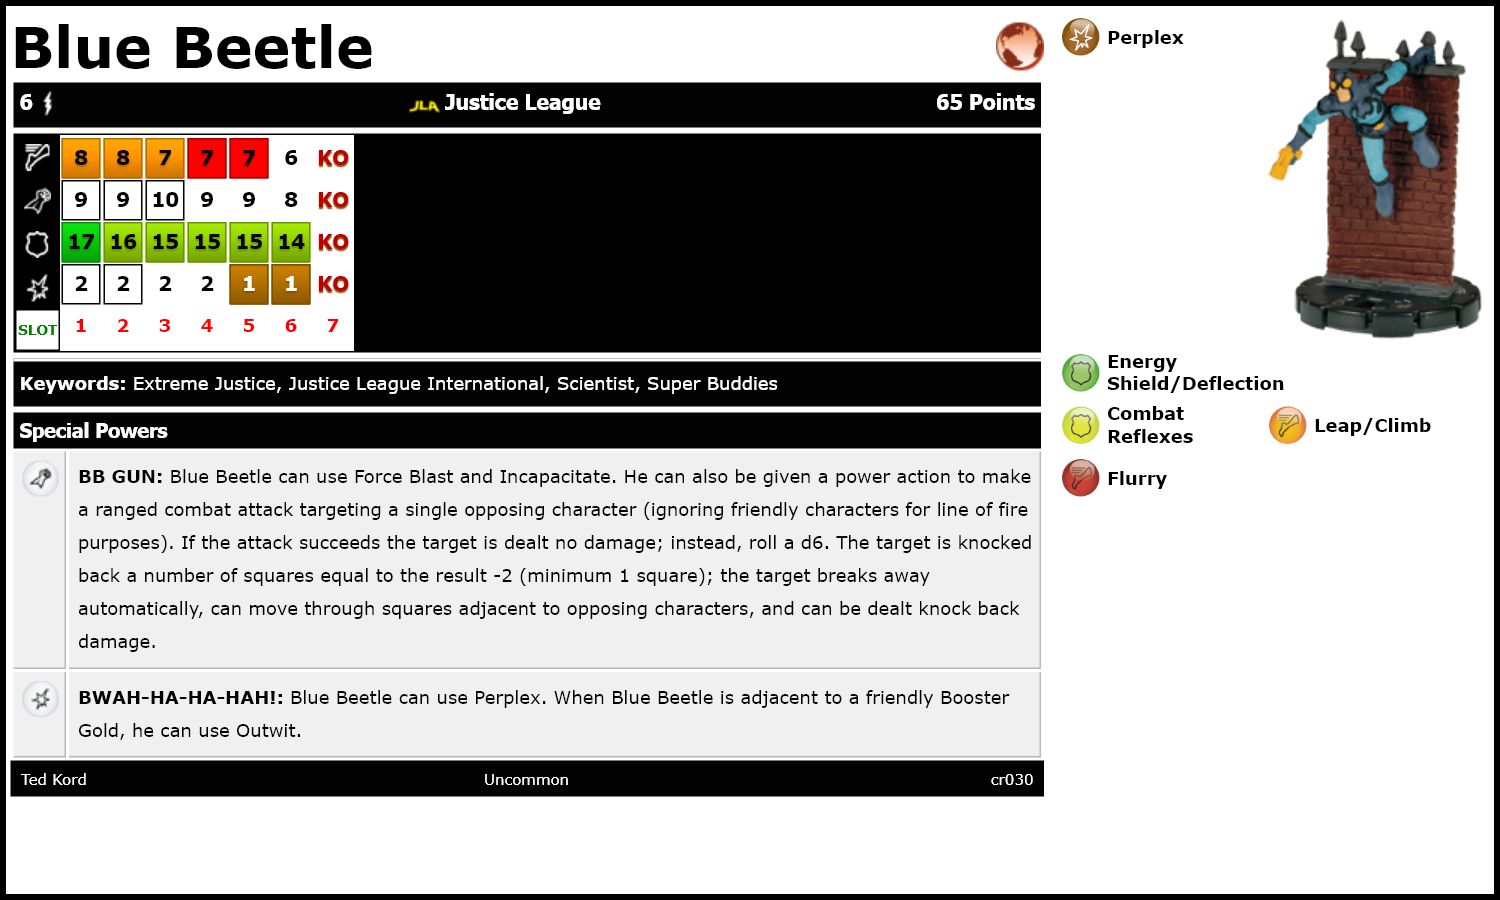 Blue Beetle
6 JLA Justice League 65 Points
8 8 7 7 7 6 KO
9 9 10 9 9 8 KO
17 16 15 15 15 14 KO
2 2 2 2 1 1 KO
SLOT 1 2 3 4 5 6 7
Keywords: Extreme Justice, Justice League International, Scientist, Super Buddies
Special Powers
BB GUN: Blue Beetle can use Force Blast and Incapacitate. He can also be given a power action to make
a ranged combat attack targeting a single opposing character (ignoring friendly characters for line of fire
purposes). If the attack succeeds the target is dealt no damage; instead, roll a d6. The target is knocked
back a number of squares equal to the result -2 (minimum 1 square); the target breaks away
automatically, can move through squares adjacent to opposing characters, and can be dealt knock back
damage.
BWAH-HA-HA-HAH!: Blue Beetle can use Perplex. When Blue Beetle is adjacent to a friendly Booster
Gold, he can use Outwit.
Ted Kord Uncommon cr030
Perplex
Energy
Shield/Deflection
Combat
Reflexes
Leap/Climb
Flurry